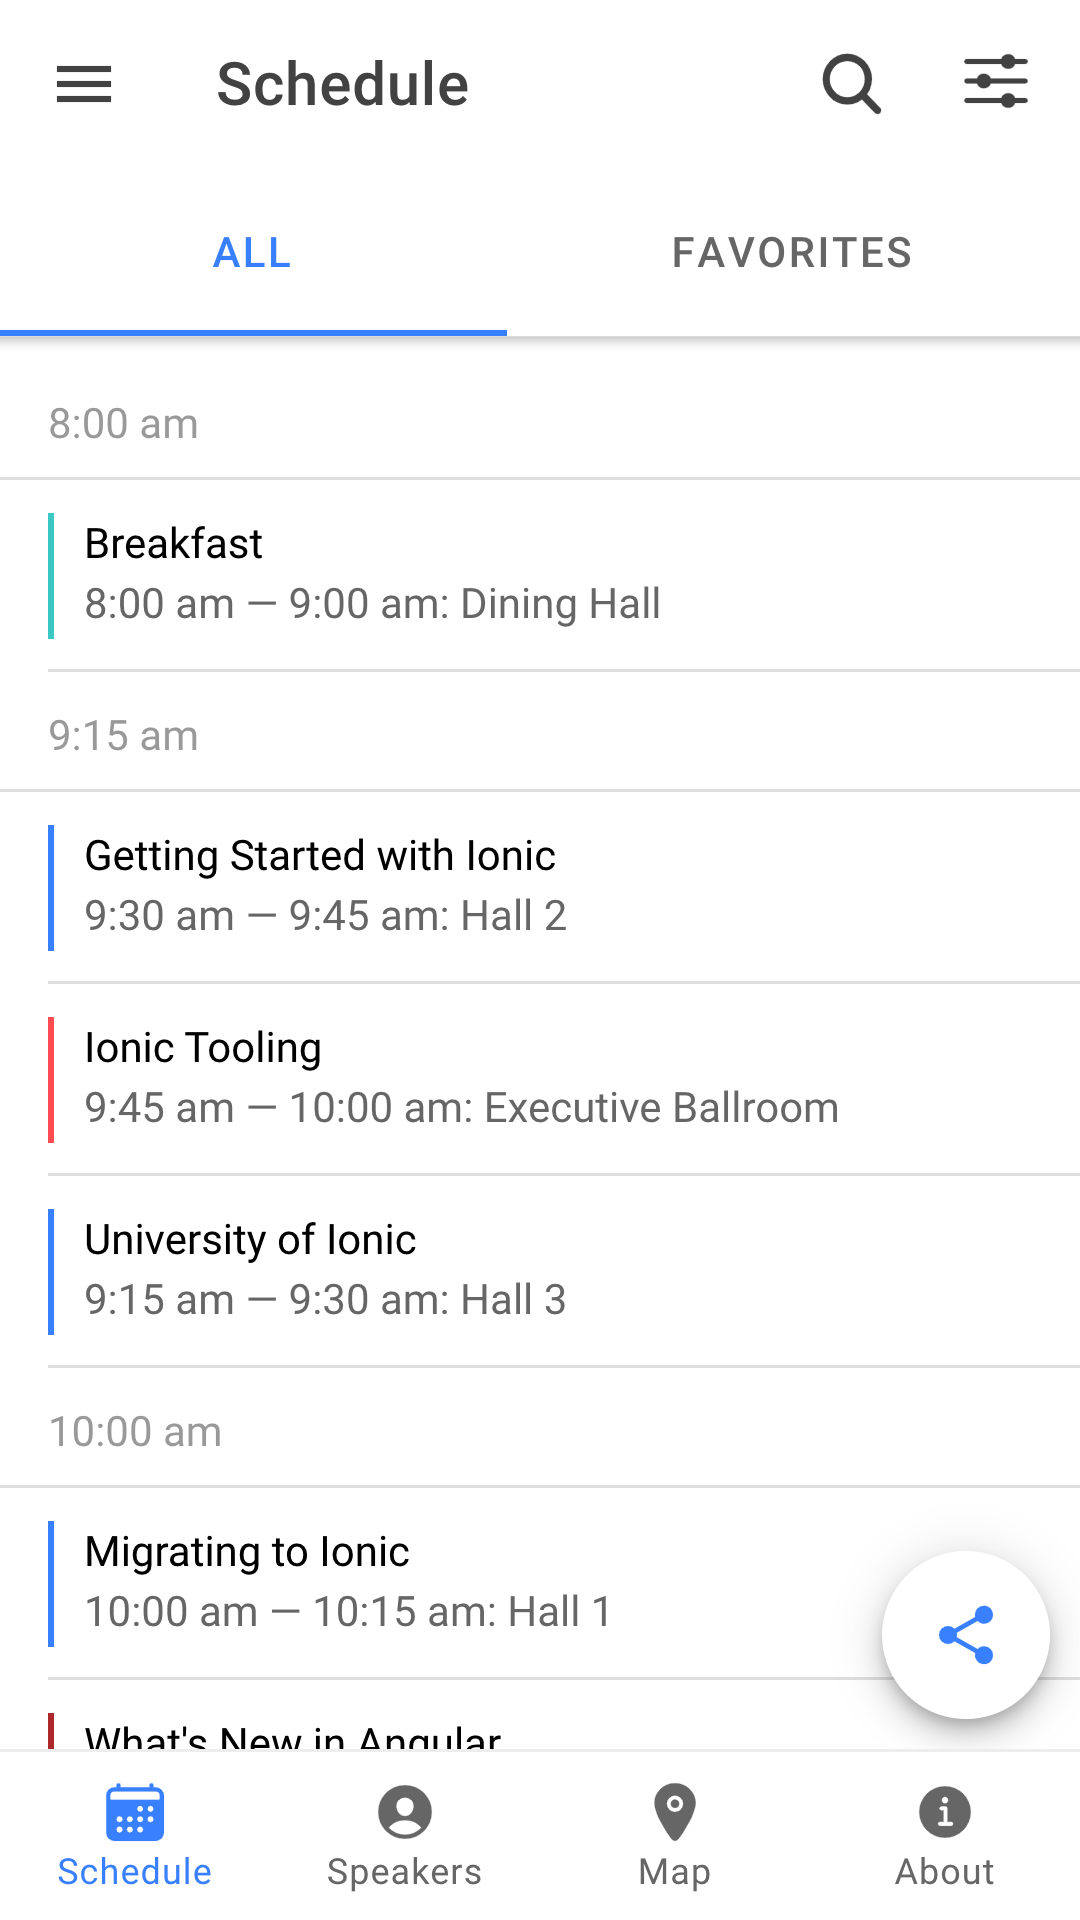 Schedule
ALL
FAVORITES
8:00 am
Breakfast
8:00 am — 9:00 am: Dining Hall
9:15 am
Getting Started with Ionic
9:30 am — 9:45 am: Hall 2
Ionic Tooling
9:45 am — 10:00 am: Executive Ballroom
University of Ionic
9:15 am — 9:30 am: Hall 3
10:00 am
Migrating to Ionic
10:00 am — 10:15 am: Hall 1
What's New in Angular
Schedule
Speakers
Map
About